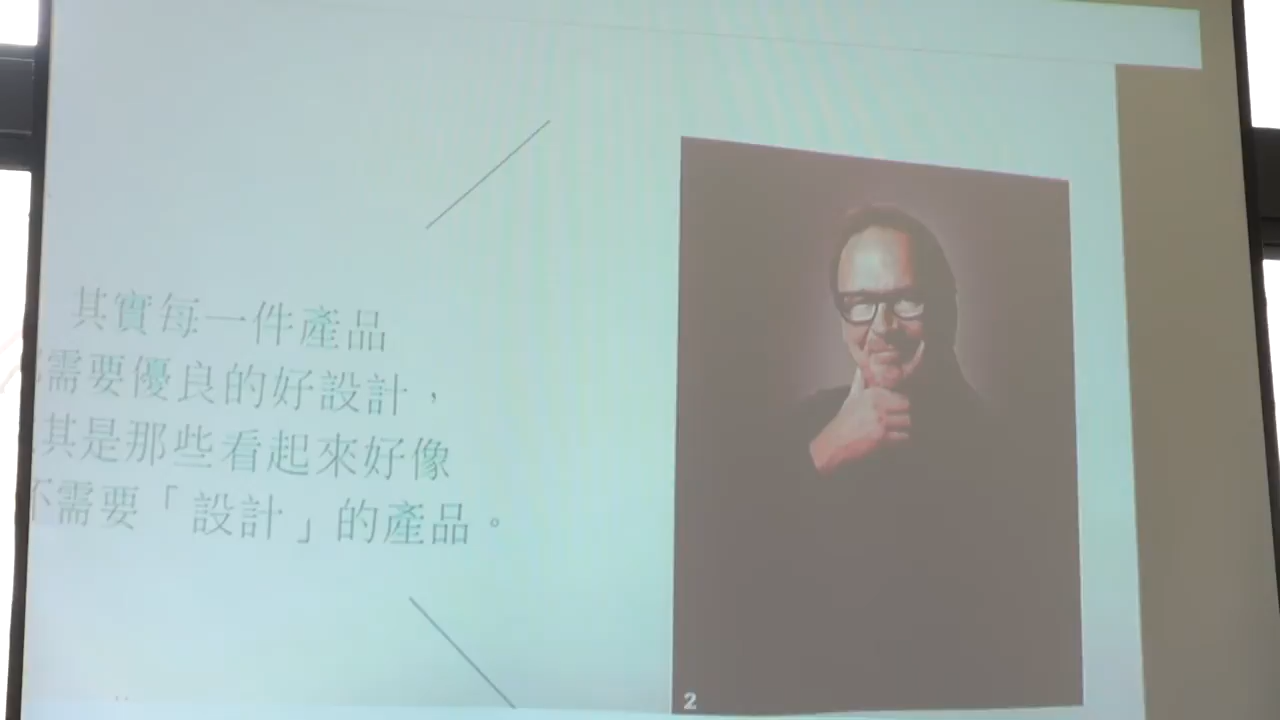 其實每一件產品
需要優良的好設計，
其是那些看起來好像
不需要「設計」的產品。
2